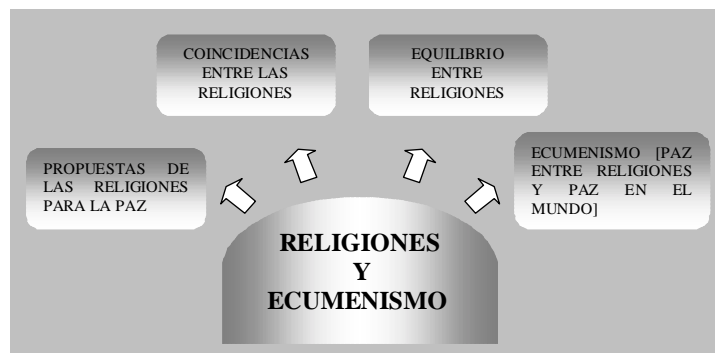 COINCIDENCIAS
ENTRE LAS
RELIGIONES
EQUILIBRIO
ENTRE
RELIGIONES
PROPUESTAS DE
LAS RELIGIONES
PARA LA PAZ
ECUMENISMO [PAZ
ENTRE RELIGIONES
Y PAZ EN EL
MUNDO]
RELIGIONES
Y
ECUMENISMO